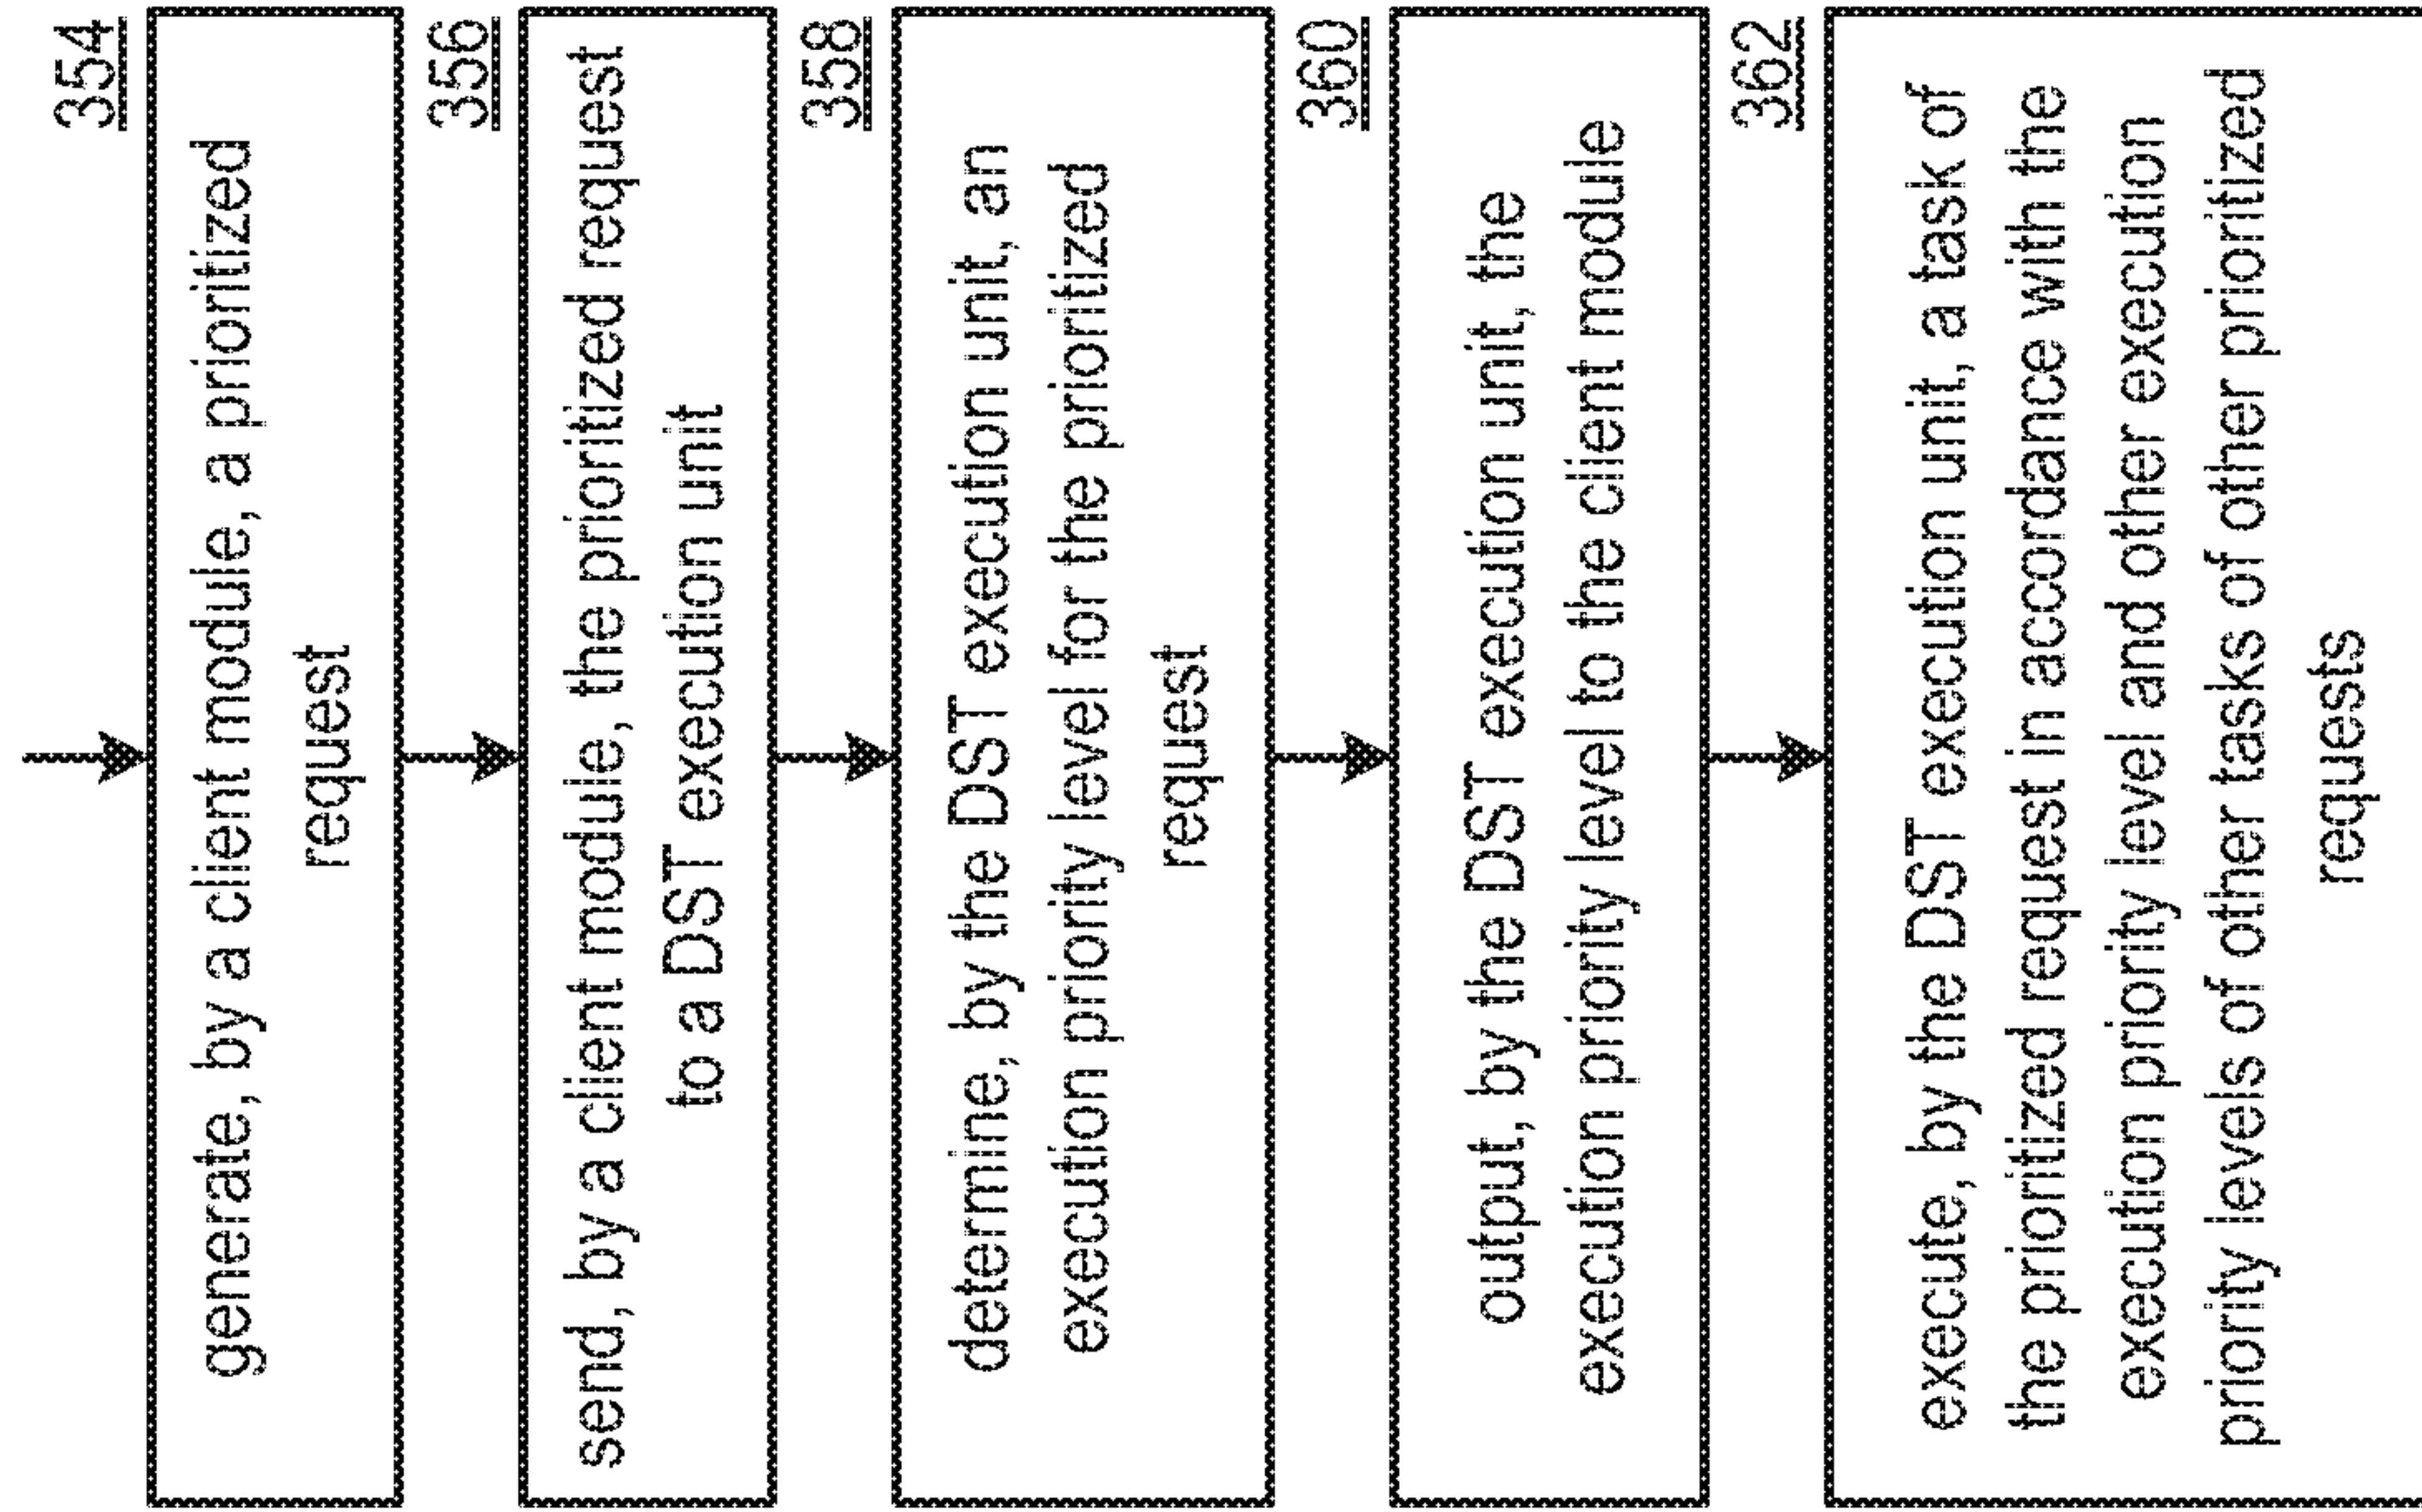 354
generate, by a client module, a prioritized
request
356
send, by a client module, the prioritized request
to a DST execution unit
358
determine, by the DST execution unit, an
execution priority level for the prioritized
request
360
output, by the DST execution unit, the
execution priority level to the client module
362
execute, by the DST execution unit, a task of
the prioritized request in accordance with the
execution priority level and other execution
priority levels of other tasks of other prioritized
requests